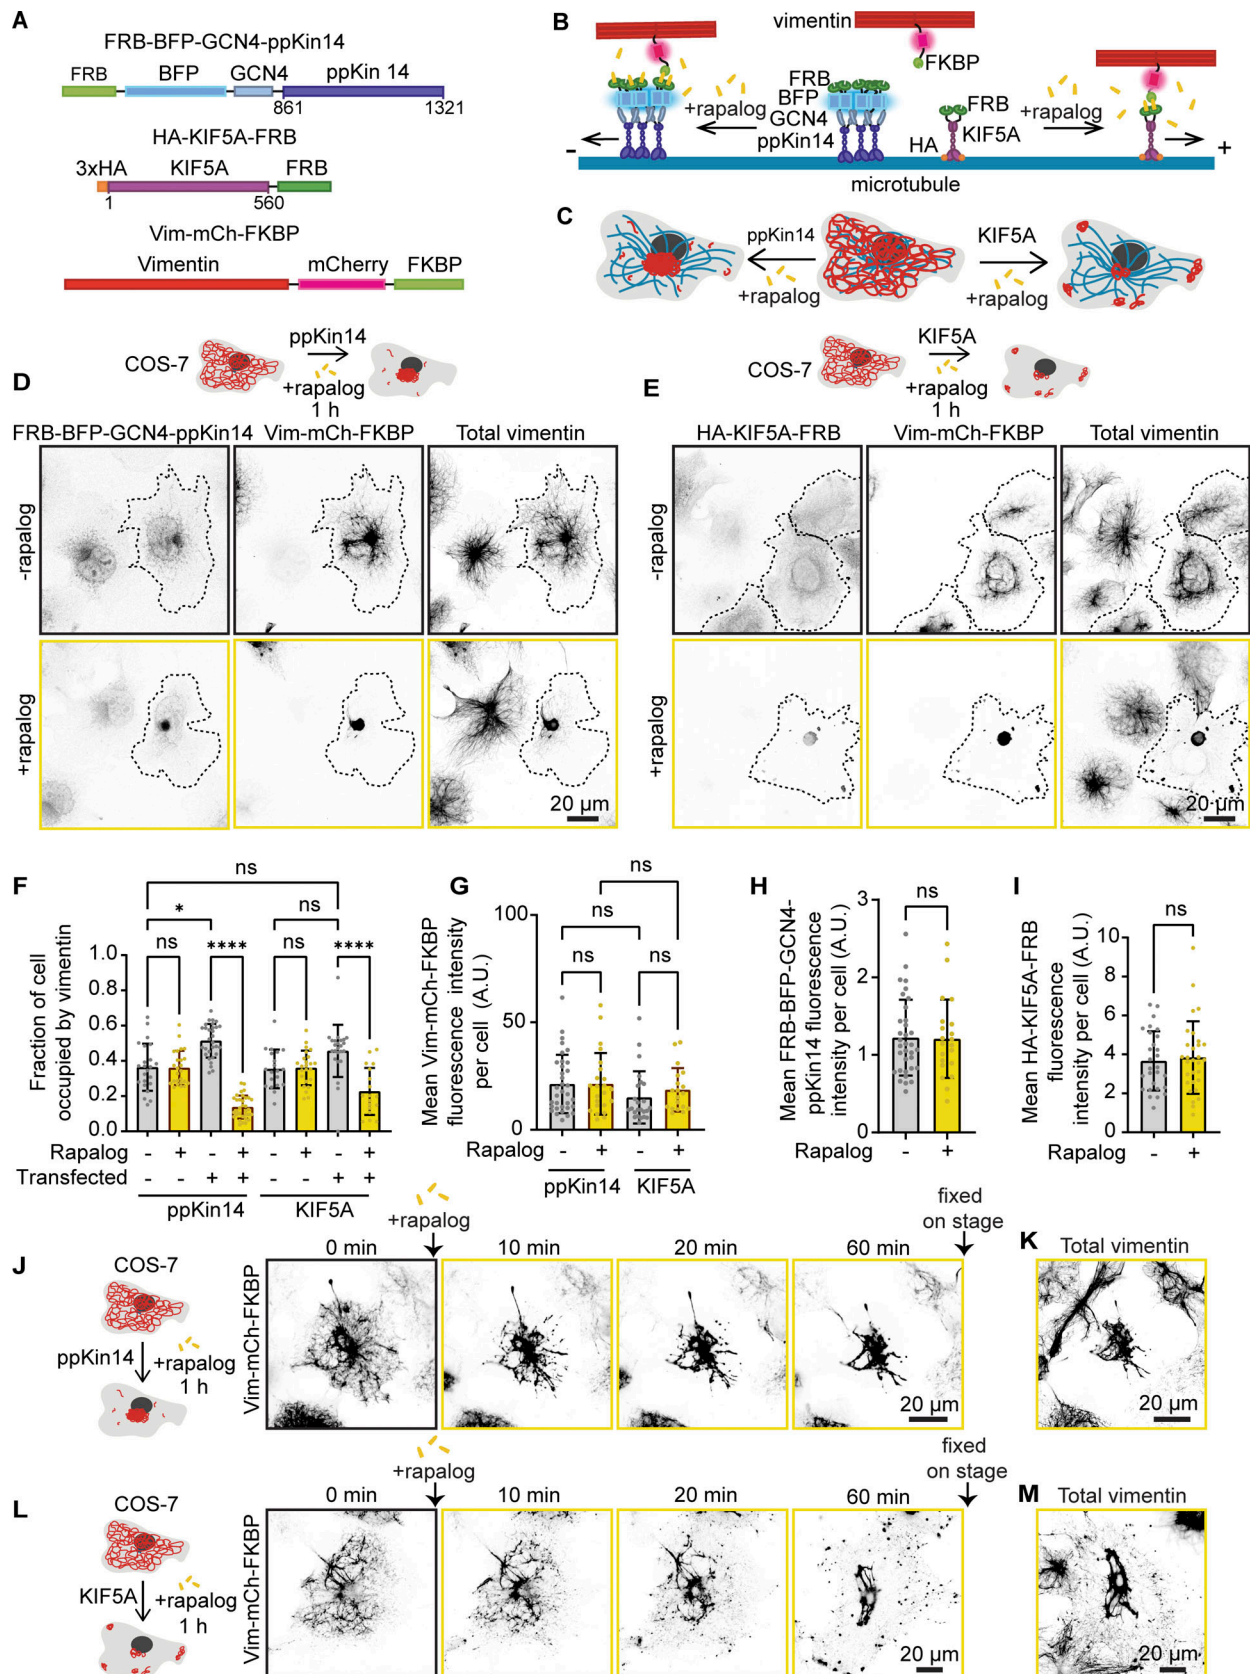 A
FRB-BFP-GCN4-ppKin14
FRB BFP GCN4 ppKin 14
861 1321
HA-KIF5A-FRB
3xHA KIF5A FRB
1 560
Vim-mCh-FKBP
Vimentin mCherry FKBP
B
vimentin
FKBP
FRB
BFP
GCN4
ppKin14
+rapalog
FRB
KIF5A
HA
+rapalog
- +
microtubule
C
ppKin14
+rapalog
KIF5A
+rapalog
D
COS-7
ppKin14
+rapalog
1 h
FRB-BFP-GCN4-ppKin14 Vim-mCh-FKBP Total vimentin
-rapalog
+rapalog
20 µm
E
COS-7
KIF5A
+rapalog
1 h
HA-KIF5A-FRB Vim-mCh-FKBP Total vimentin
-rapalog
+rapalog
20 µm
F
Fraction of cell
occupied by vimentin
1.0
0.8
0.6
0.4
0.2
0.0
ns
* ns
ns **** ns ****
Rapalog - + - + - + - +
Transfected - - + + - - + +
ppKin14 KIF5A
G
Mean Vim-mCh-FKBP
fluorescence intensity
per cell (A.U.)
100
50
0
ns
ns
ns ns
Rapalog - + - +
ppKin14 KIF5A
H
Mean FRB-BFP-GCN4-
ppKin14 fluorescence
intensity per cell (A.U.)
3
2
1
0
ns
Rapalog - +
I
Mean HA-KIF5A-FRB
fluorescence
intensity per cell (A.U.)
10
8
6
4
2
0
ns
Rapalog - +
J
COS-7
ppKin14
+rapalog
1 h
Vim-mCh-FKBP
+rapalog
fixed
on stage
0 min 10 min 20 min 60 min
20 µm
K
Total vimentin
20 µm
L
COS-7
KIF5A
+rapalog
1 h
Vim-mCh-FKBP
+rapalog
fixed
on stage
0 min 10 min 20 min 60 min
20 µm
M
Total vimentin
20 µm